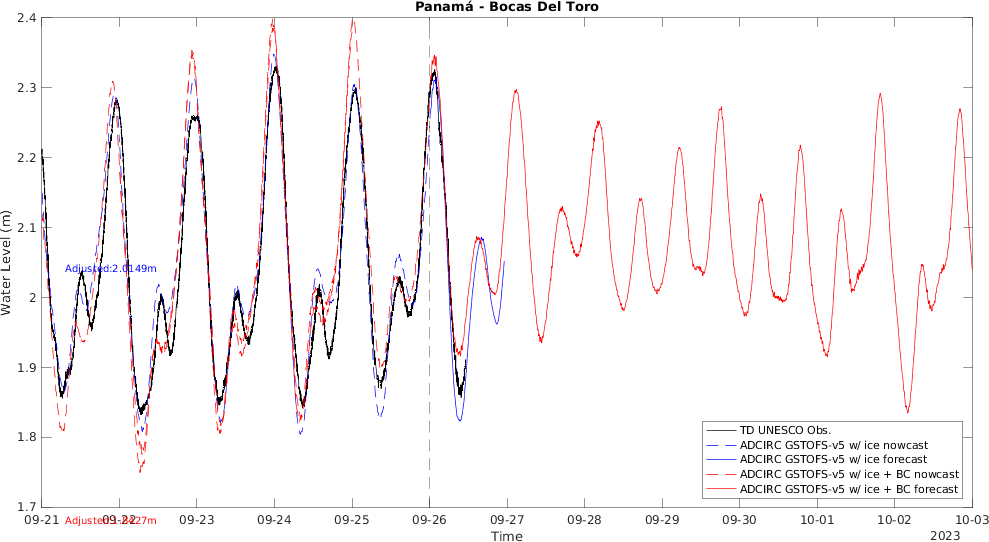 Panamá - Bocas Del Toro
2.4
2.3
2.2
2.1
2
1.9
1.8
1.7
Water Level (m)
Adjusted:2.0149m
TD UNESCO Obs.
ADCIRC GSTOFS-v5 w/ ice nowcast
ADCIRC GSTOFS-v5 w/ ice forecast
ADCIRC GSTOFS-v5 w/ ice + BC nowcast
ADCIRC GSTOFS-v5 w/ ice + BC forecast
09-21 09-22 09-23 09-24 09-25 09-26 09-27 09-28 09-29 09-30 10-01 10-02 10-03
Time
2023